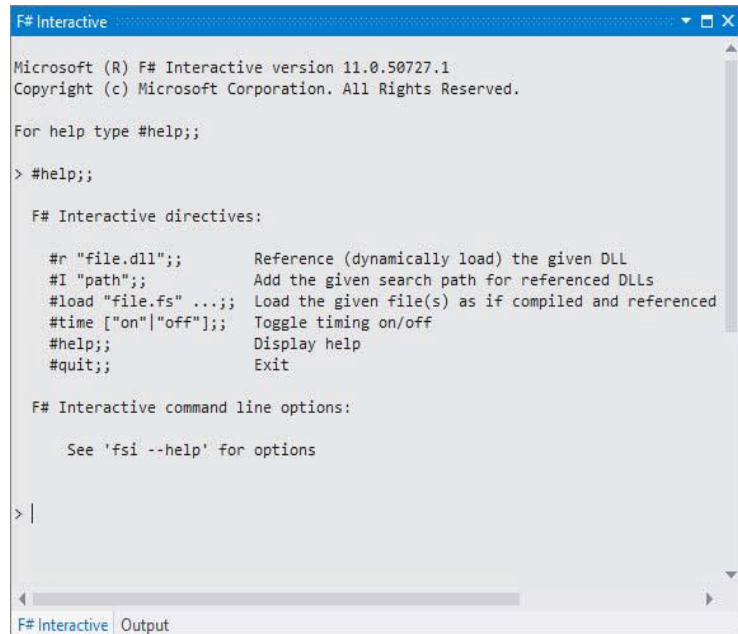 F# Interactive
Microsoft (R) F# Interactive version 11.0.50727.1
Copyright (c) Microsoft Corporation. All Rights Reserved.
For help type #help;;
> #help;;
F# Interactive directives:
#r "file.dll";; Reference (dynamically load) the given DLL
#I "path";; Add the given search path for referenced DLLs
#load "file.fs" ...;; Load the given file(s) as if compiled and referenced
#time ["on"|"off"];; Toggle timing on/off
#help;; Display help
#quit;; Exit
F# Interactive command line options:
See 'fsi --help' for options
>
F# Interactive Output